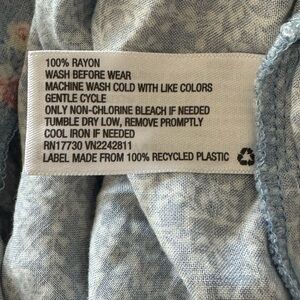 100% RAYON
WASH BEFORE WEAR
MACHINE WASH COLD WITH LIKE COLORS
GENTLE CYCLE
ONLY NON-CHLORINE BLEACH IF NEEDED
TUMBLE DRY LOW, REMOVE PROMPTLY
COOL IRON IF NEEDED
RN17730 VN2242811
LABEL MADE FROM 100% RECYCLED PLASTIC